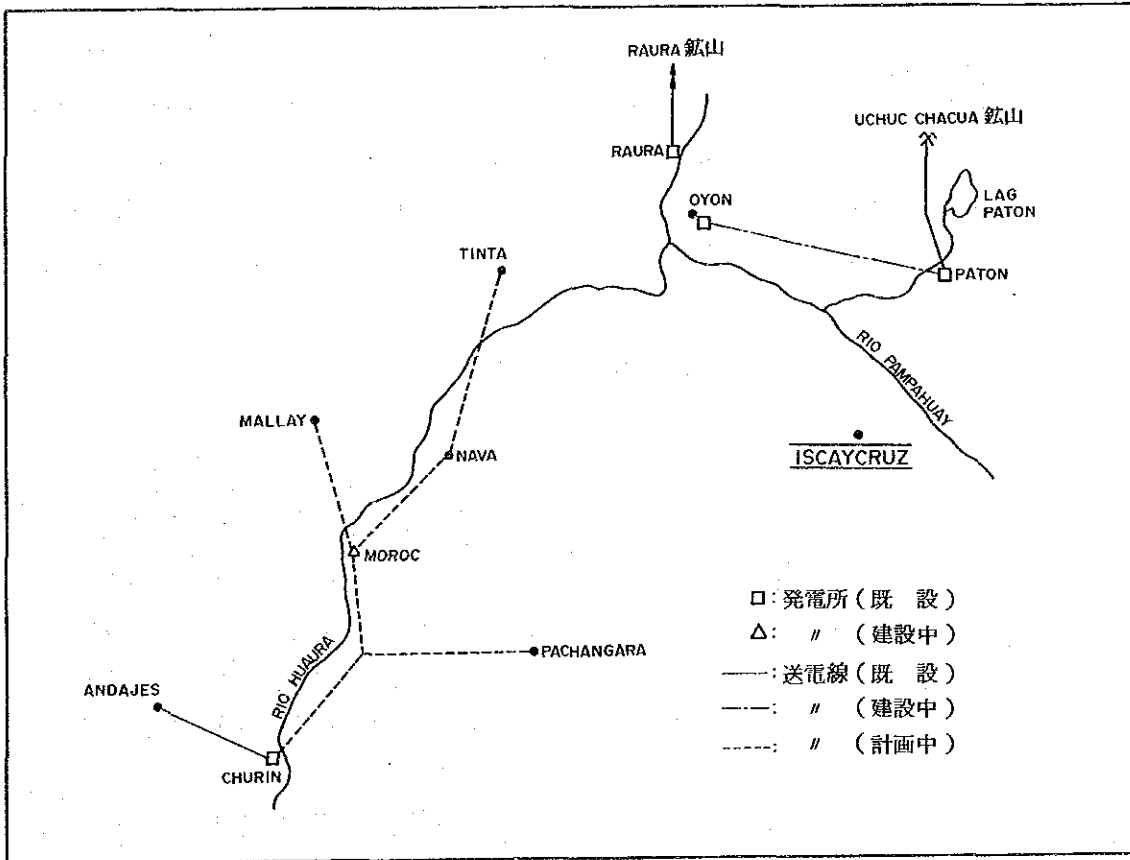 RAURA 鉱山
UCHUC CHACUA 鉱山
RAURA
OYON
LAG
PATON
TINTA
PATON
RIO PAMPAHUAY
MALLAY
NAVA
ISCAYCRUZ
MOROC
RIO HUAURA
PACHANGARA
ANDAJES
CHURIN
□: 発電所 ( 既 設 )
△: 〃 ( 建設中 )
———: 送電線 ( 既 設 )
—-—: 〃 ( 建設中 )
-----: 〃 ( 計画中 )